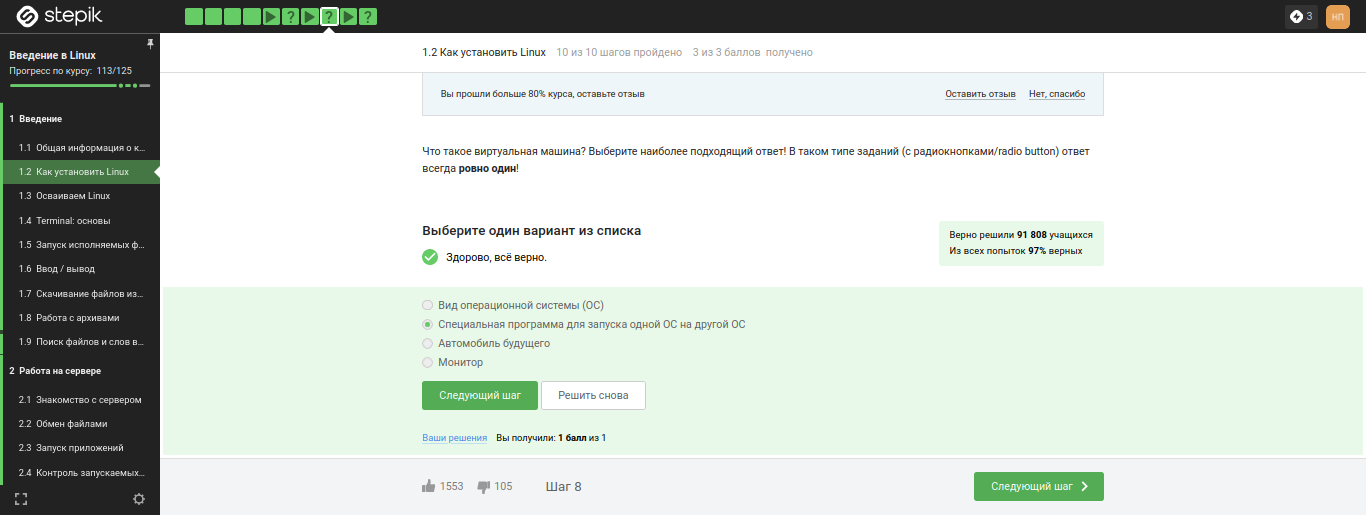 stepik
3
НП
Введение в Linux
Прогресс по курсу: 113/125
1 Введение
1.1 Общая информация о к...
1.2 Как установить Linux
1.3 Осваиваем Linux
1.4 Terminal: основы
1.5 Запуск исполняемых ф...
1.6 Ввод / вывод
1.7 Скачивание файлов из...
1.8 Работа с архивами
1.9 Поиск файлов и слов в...
2 Работа на сервере
2.1 Знакомство с сервером
2.2 Обмен файлами
2.3 Запуск приложений
2.4 Контроль запускаемых...
1.2 Как установить Linux 10 из 10 шагов пройдено 3 из 3 баллов получено
Вы прошли больше 80% курса, оставьте отзыв Оставить отзыв Нет, спасибо
Что такое виртуальная машина? Выберите наиболее подходящий ответ! В таком типе заданий (с радиокнопками/radio button) ответ
всегда ровно один!
Выберите один вариант из списка
Здорово, всё верно.
Верно решили 91 808 учащихся
Из всех попыток 97% верных
Вид операционной системы (ОС)
Специальная программа для запуска одной ОС на другой ОС
Автомобиль будущего
Монитор
Следующий шаг Решить снова
Ваши решения Вы получили: 1 балл из 1
1553 105 Шаг 8 Следующий шаг